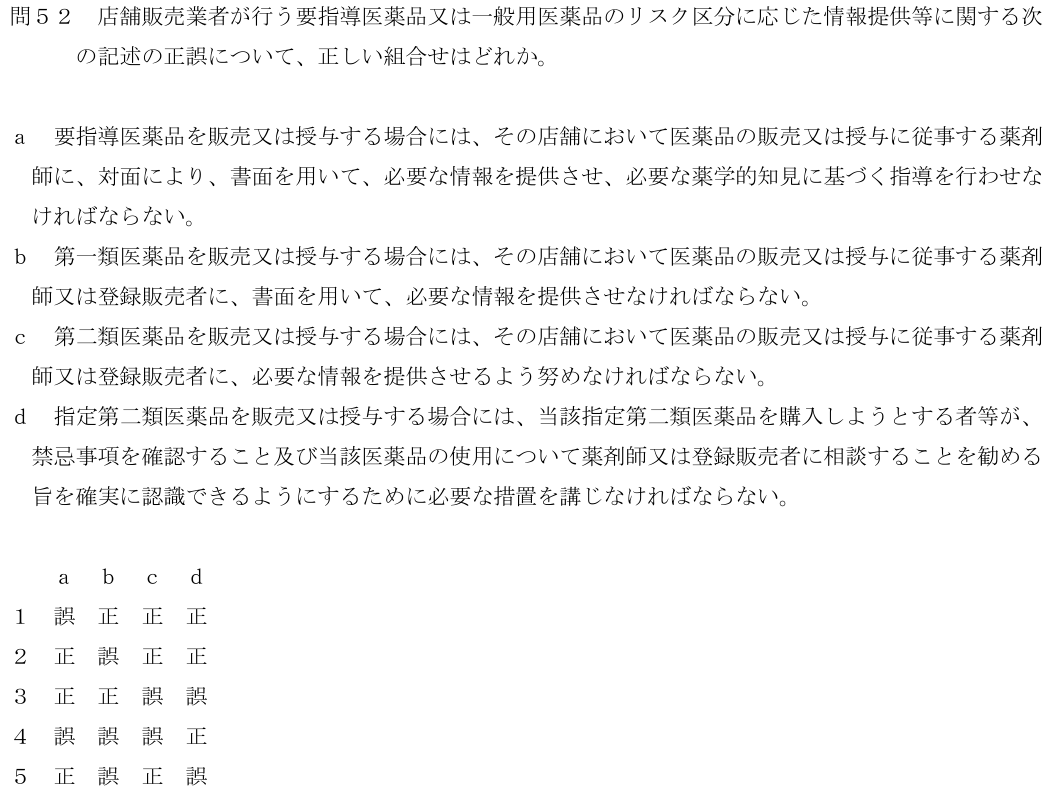 問５２　店舗販売業者が行う要指導医薬品又は一般用医薬品のリスク区分に応じた情報提供等に関する次
の記述の正誤について、正しい組合せはどれか。
a　要指導医薬品を販売又は授与する場合には、その店舗において医薬品の販売又は授与に従事する薬剤
師に、対面により、書面を用いて、必要な情報を提供させ、必要な薬学的知見に基づく指導を行わせな
ければならない。
b　第一類医薬品を販売又は授与する場合には、その店舗において医薬品の販売又は授与に従事する薬剤
師又は登録販売者に、書面を用いて、必要な情報を提供させなければならない。
c　第二類医薬品を販売又は授与する場合には、その店舗において医薬品の販売又は授与に従事する薬剤
師又は登録販売者に、必要な情報を提供させるよう努めなければならない。
d　指定第二類医薬品を販売又は授与する場合には、当該指定第二類医薬品を購入しようとする者等が、
禁忌事項を確認すること及び当該医薬品の使用について薬剤師又は登録販売者に相談することを勧める
旨を確実に認識できるようにするために必要な措置を講じなければならない。
a　b　c　d
１　誤　正　正　正
２　正　誤　正　正
３　正　正　誤　誤
４　誤　誤　誤　正
５　正　誤　正　誤